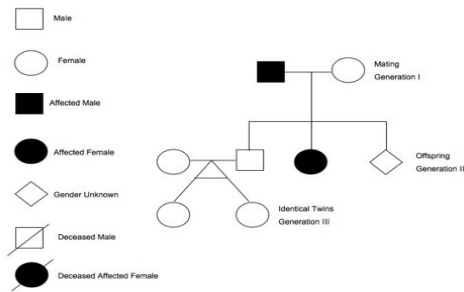 Male
Female
Affected Male
Affected Female
Gender Unknown
Deceased Male
Deceased Affected Female
Mating
Generation I
Offspring
Generation II
Identical Twins
Generation III